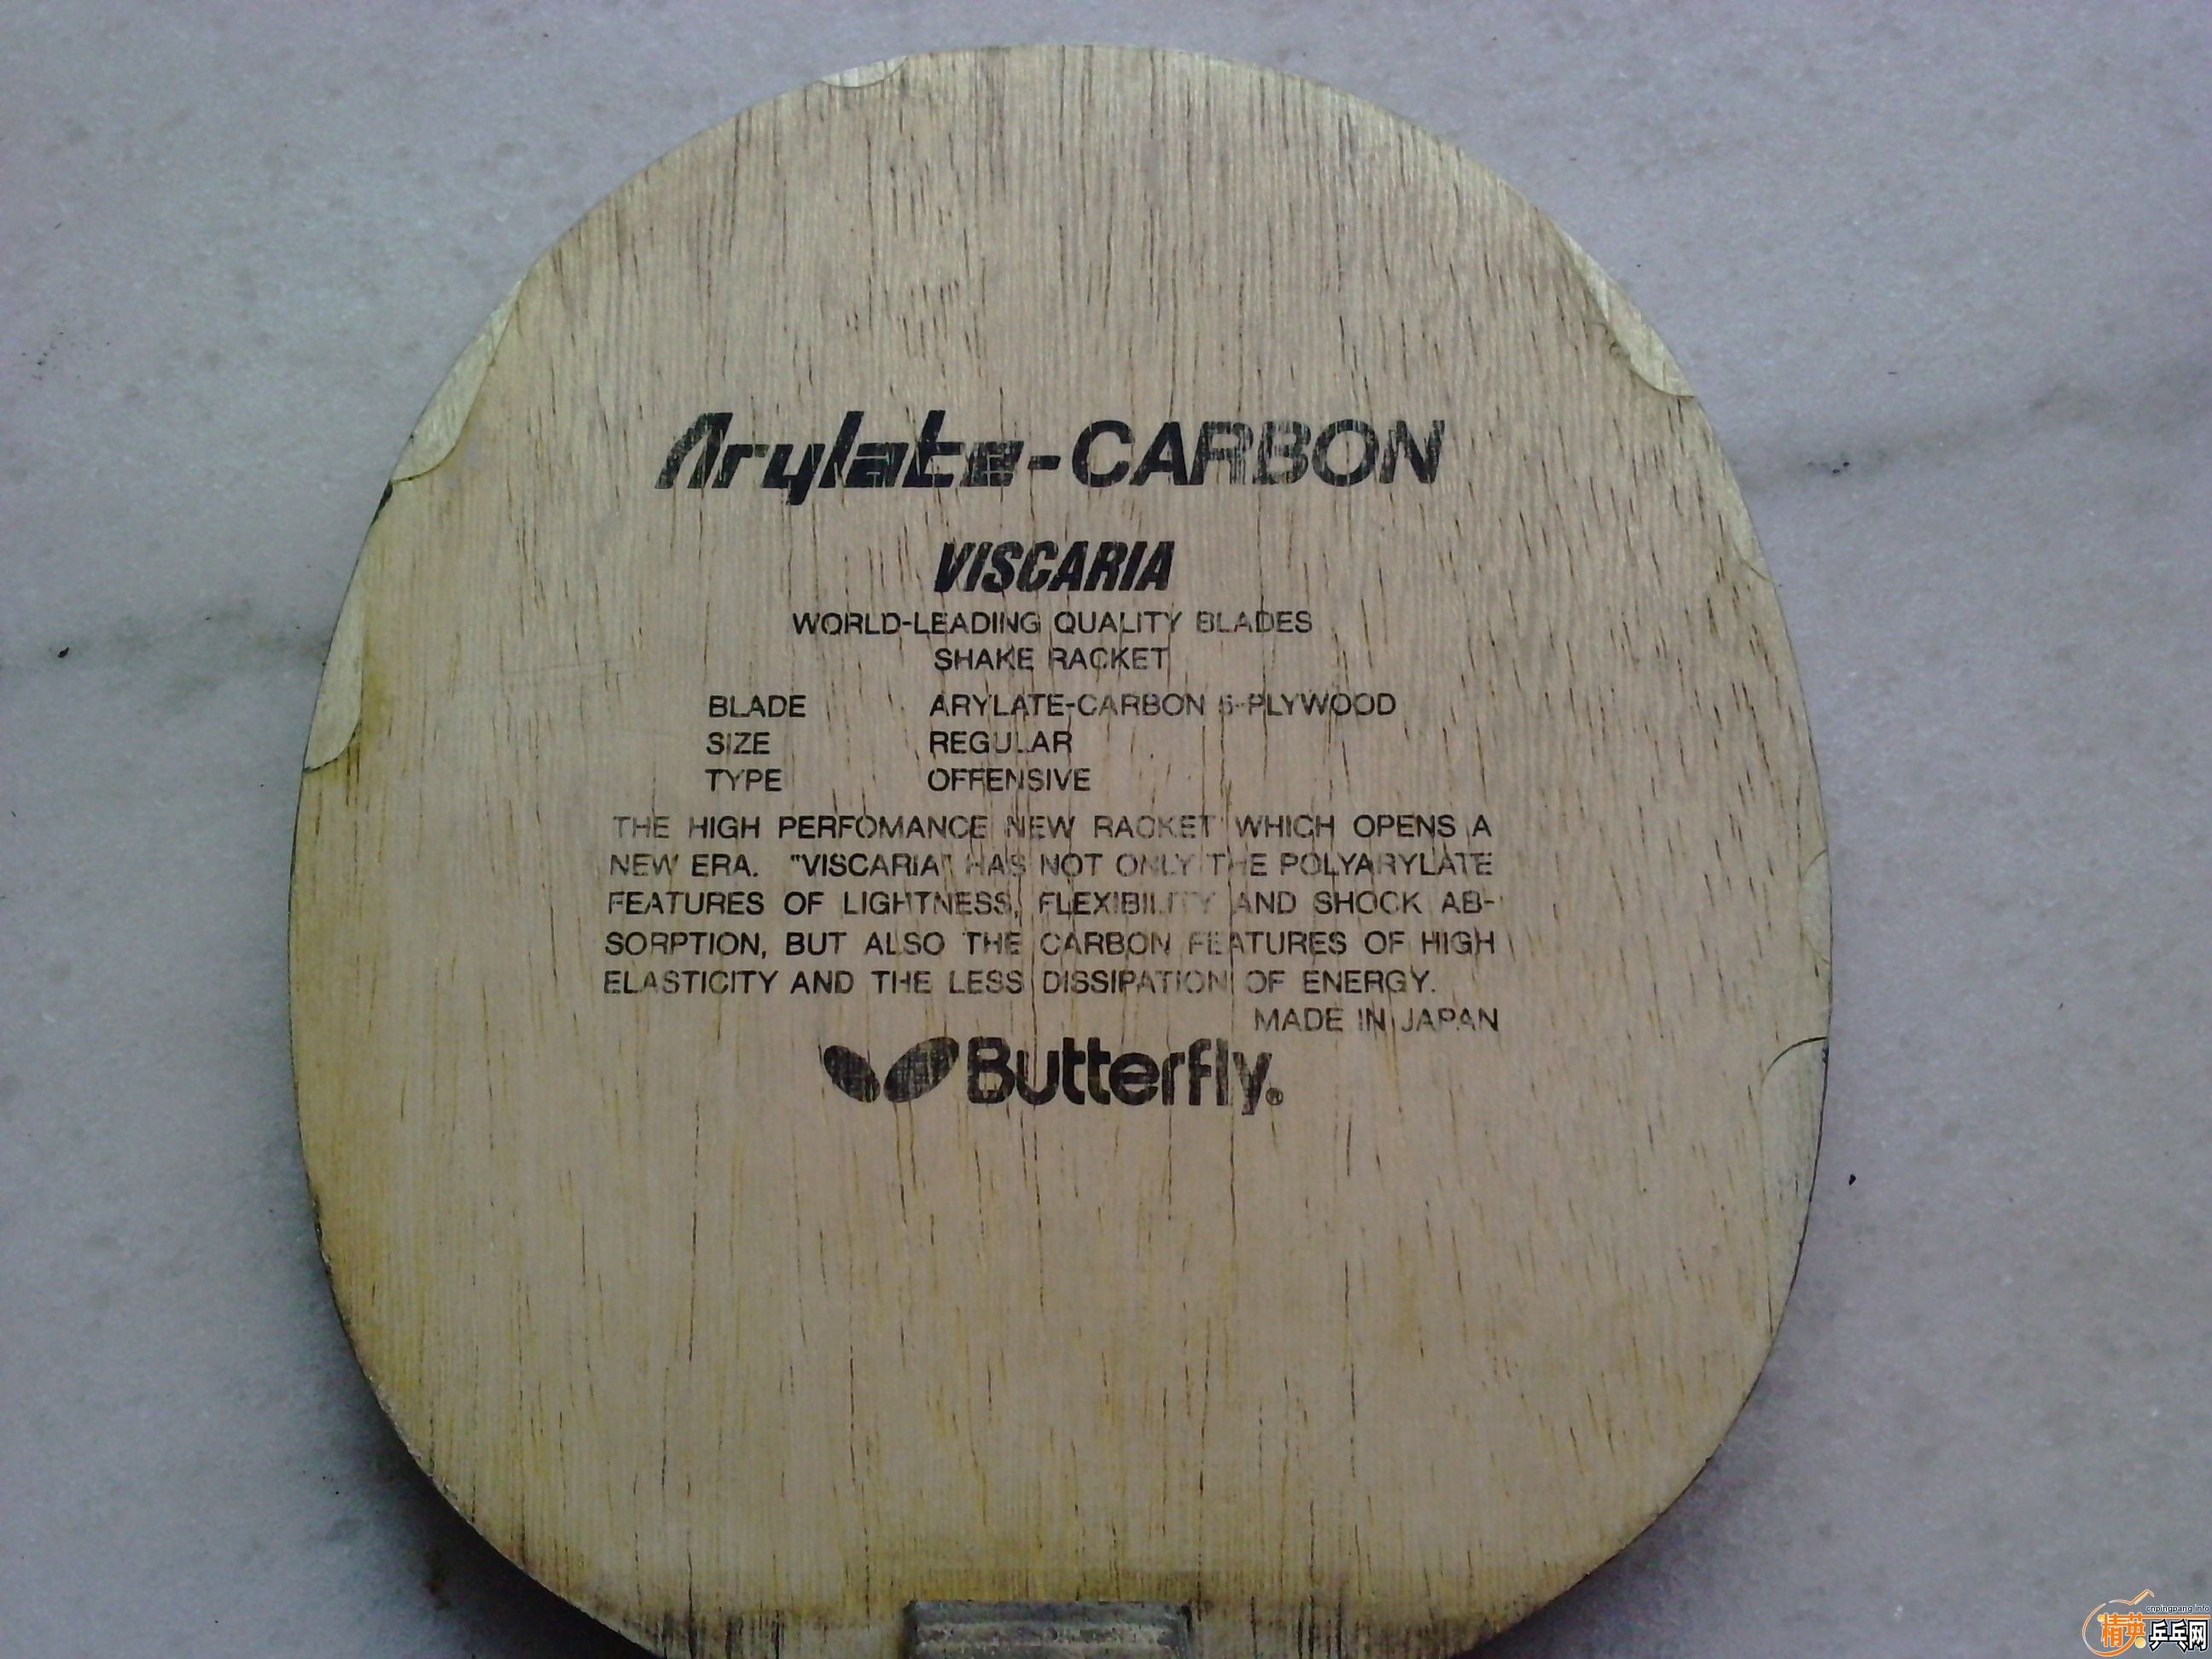 Arylate-CARBON
VISCARIA
WORLD-LEADING QUALITY BLADES
SHAKE RACKET
BLADE ARYLATE-CARBON 5-PLYWOOD
SIZE REGULAR
TYPE OFFENSIVE
THE HIGH PERFOMANCE NEW RACKET WHICH OPENS A
NEW ERA. "VISCARIA" HAS NOT ONLY THE POLYARYLATE
FEATURES OF LIGHTNESS, FLEXIBILITY AND SHOCK AB-
SORPTION, BUT ALSO THE CARBON FEATURES OF HIGH
ELASTICITY AND THE LESS DISSIPATION OF ENERGY.
MADE IN JAPAN
Butterfly®
cnpingpang.info
精英乒乓网